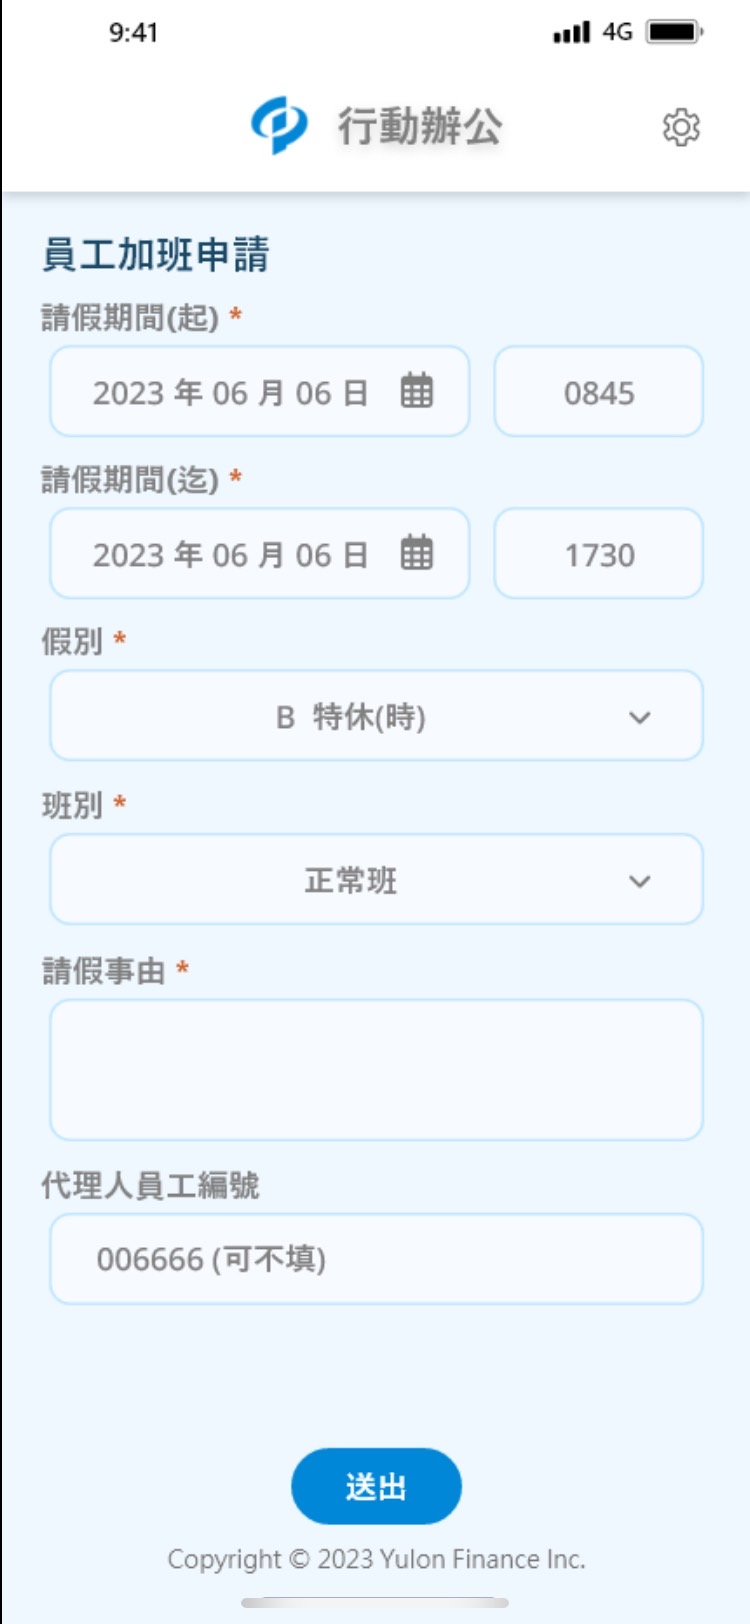 9:41
4G
行動辦公
員工加班申請
請假期間(起) *
2023 年 06 月 06 日
0845
請假期間(迄) *
2023 年 06 月 06 日
1730
假別 *
B 特休(時)
班別 *
正常班
請假事由 *
代理人員工編號
006666 (可不填)
送出
Copyright © 2023 Yulon Finance Inc.